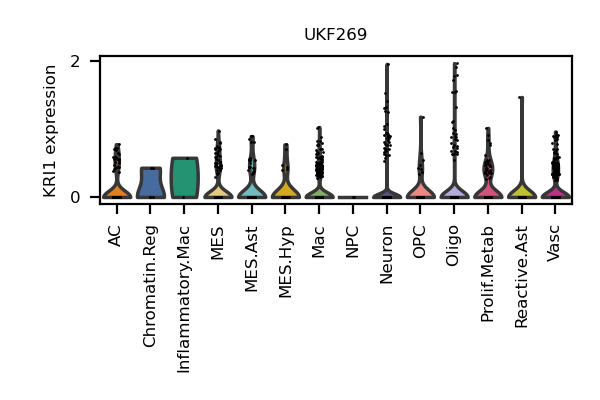 UKF269
KRI1 expression
2
0
AC
Chromatin.Reg
Inflammatory.Mac
MES
MES.Ast
MES.Hyp
Mac
NPC
Neuron
OPC
Oligo
Prolif.Metab
Reactive.Ast
Vasc